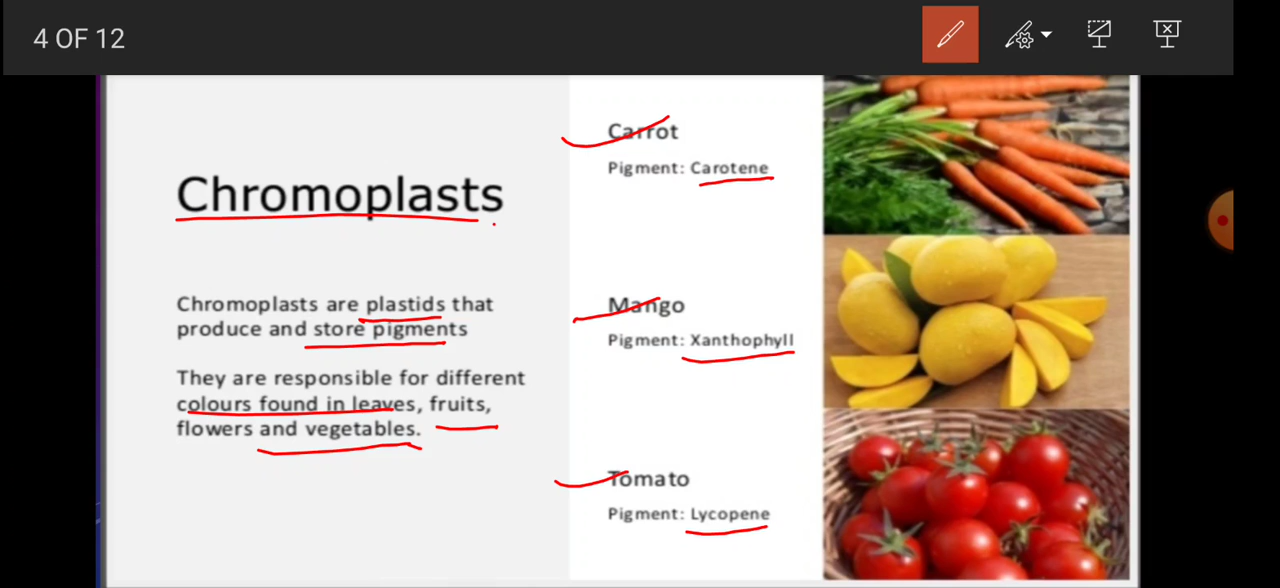 4 OF 12
Chromoplasts
Chromoplasts are plastids that
produce and store pigments
They are responsible for different
colours found in leaves, fruits,
flowers and vegetables.
Carrot
Pigment: Carotene
Mango
Pigment: Xanthophyll
Tomato
Pigment: Lycopene